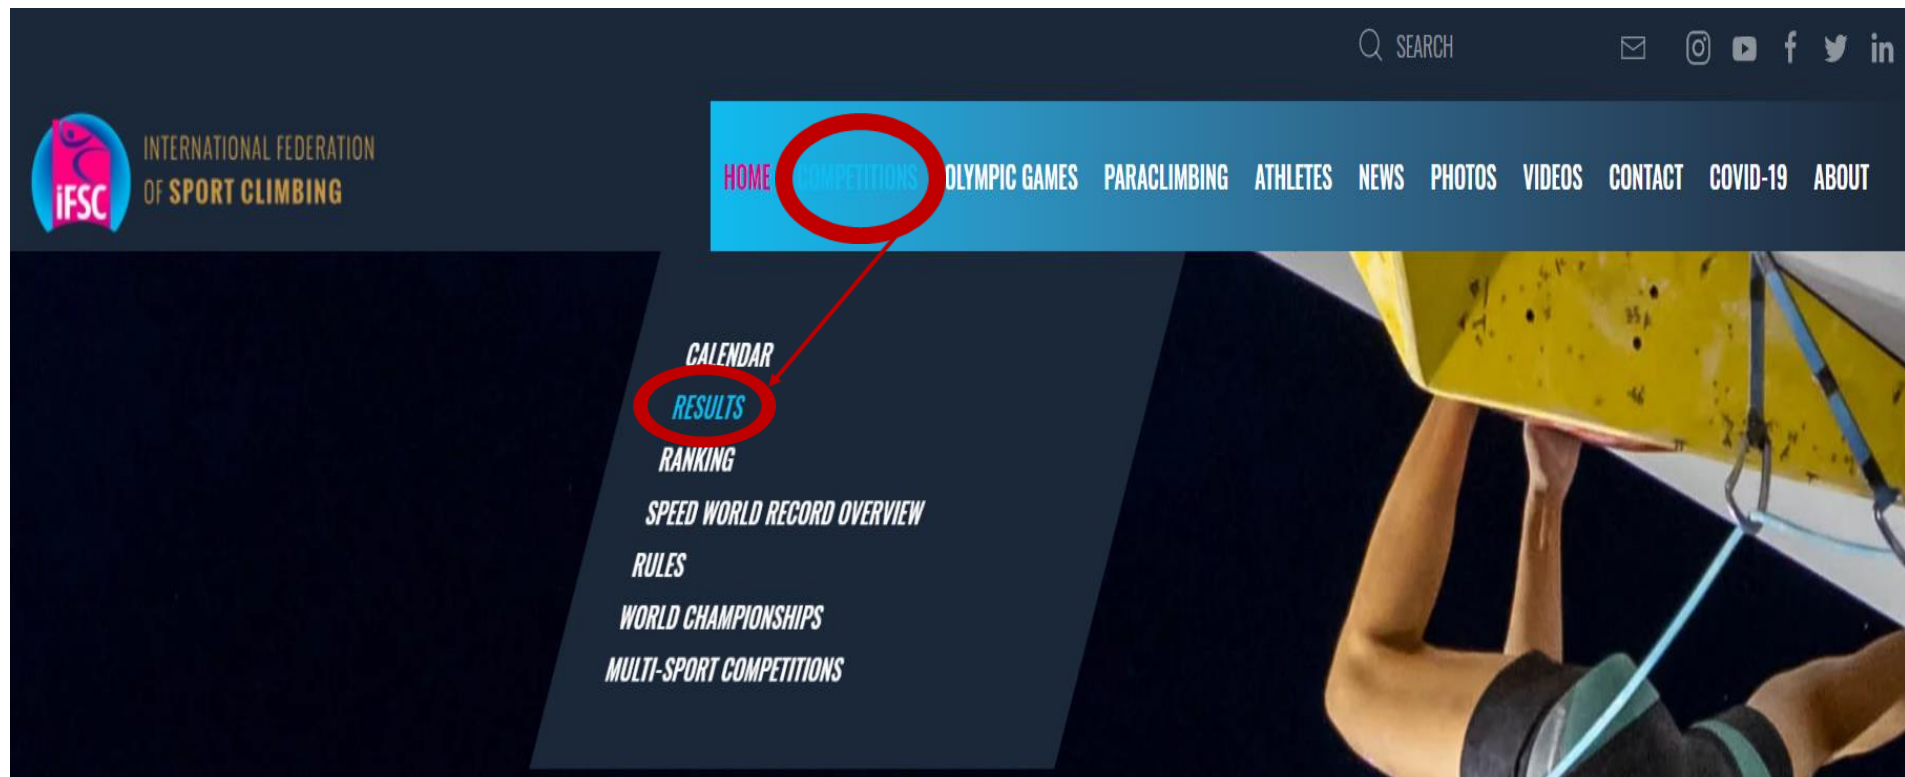 SEARCH
INTERNATIONAL FEDERATION
OF SPORT CLIMBING
iFSC
HOME COMPETITIONS OLYMPIC GAMES PARACLIMBING ATHLETES NEWS PHOTOS VIDEOS CONTACT COVID-19 ABOUT
CALENDAR
RESULTS
RANKING
SPEED WORLD RECORD OVERVIEW
RULES
WORLD CHAMPIONSHIPS
MULTI-SPORT COMPETITIONS